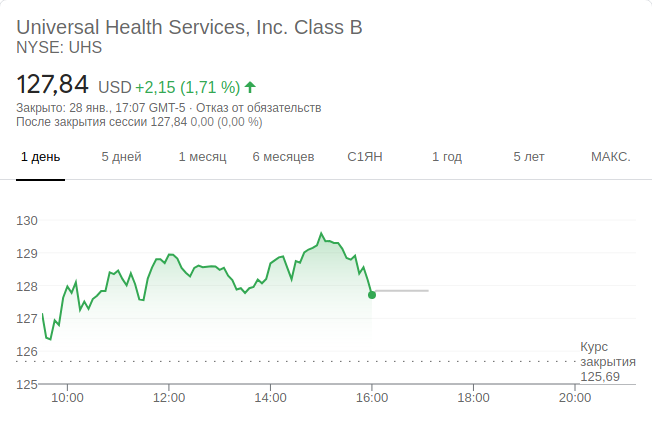 Universal Health Services, Inc. Class B
NYSE: UHS
127,84 USD +2,15 (1,71 %)
Закрыто: 28 янв., 17:07 GMT-5 · Отказ от обязательств
После закрытия сессии 127,84 0,00 (0,00 %)
1 день 5 дней 1 месяц 6 месяцев С1ЯН 1 год 5 лет МАКС.
130
129
128
127
126
Курс
закрытия
125,69
125
10:00 12:00 14:00 16:00 18:00 20:00